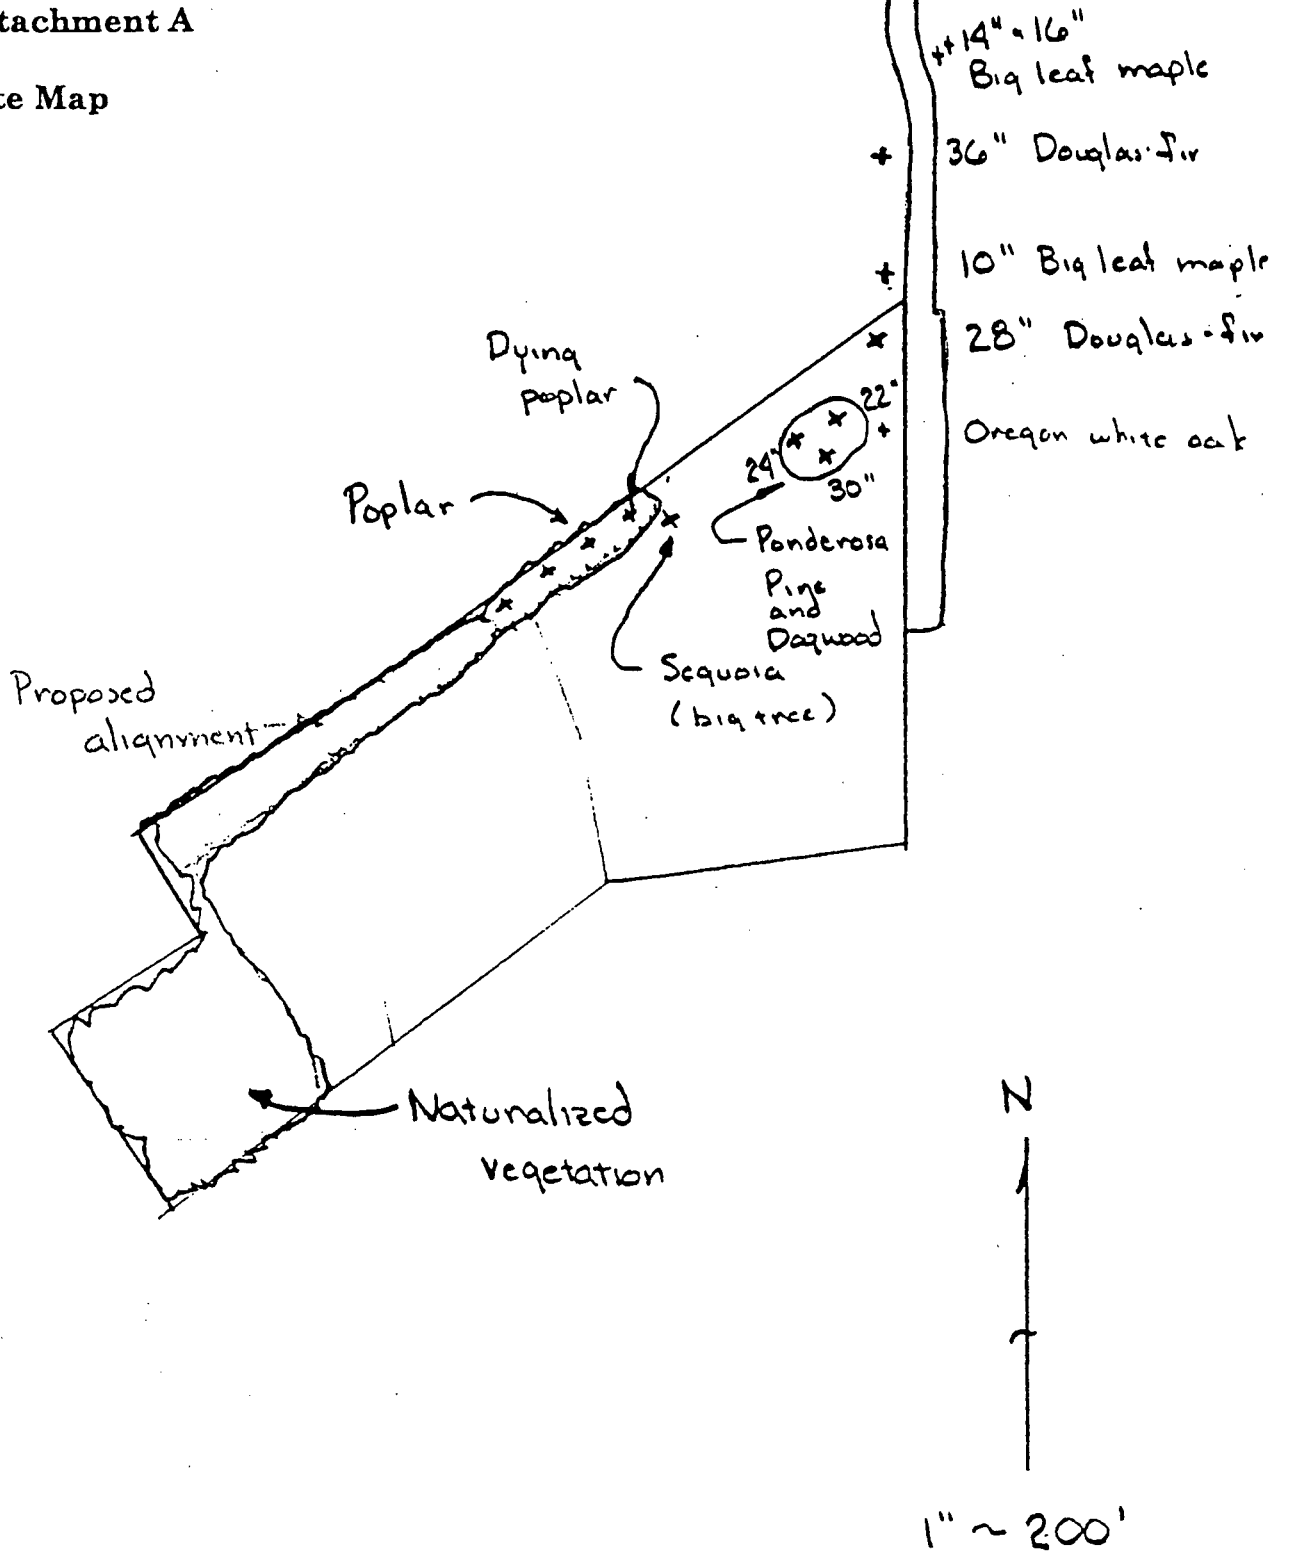 tachment A
te Map
14" & 16"
Big leaf maple
36" Douglas-fir
10" Big leaf maple
28" Douglas-fir
Dying
poplar
22"
Oregon white oak
24"
30"
Poplar
Ponderosa
Pine
and
Dogwood
Sequoia
(big tree)
Proposed
alignment
Naturalized
vegetation
N
1" ~ 200'